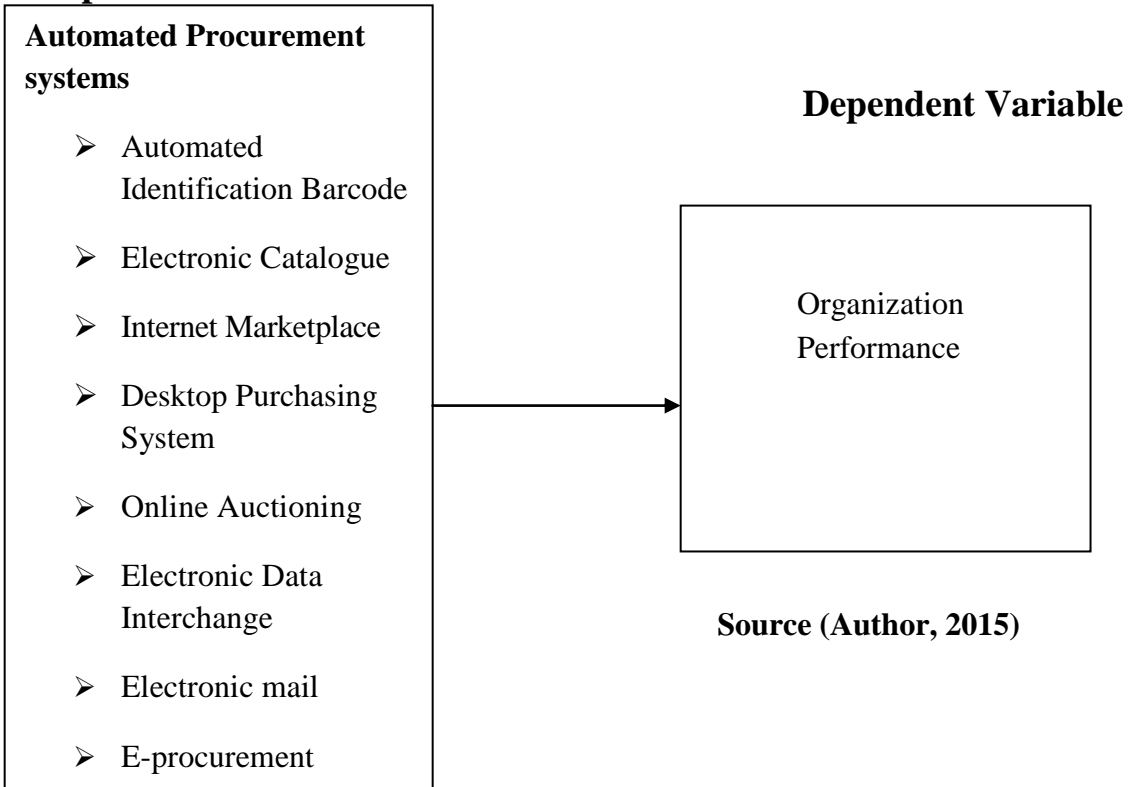 Automated Procurement
systems
➢ Automated
Identification Barcode
➢ Electronic Catalogue
➢ Internet Marketplace
➢ Desktop Purchasing
System
➢ Online Auctioning
➢ Electronic Data
Interchange
➢ Electronic mail
➢ E-procurement
Dependent Variable
Organization
Performance
Source (Author, 2015)